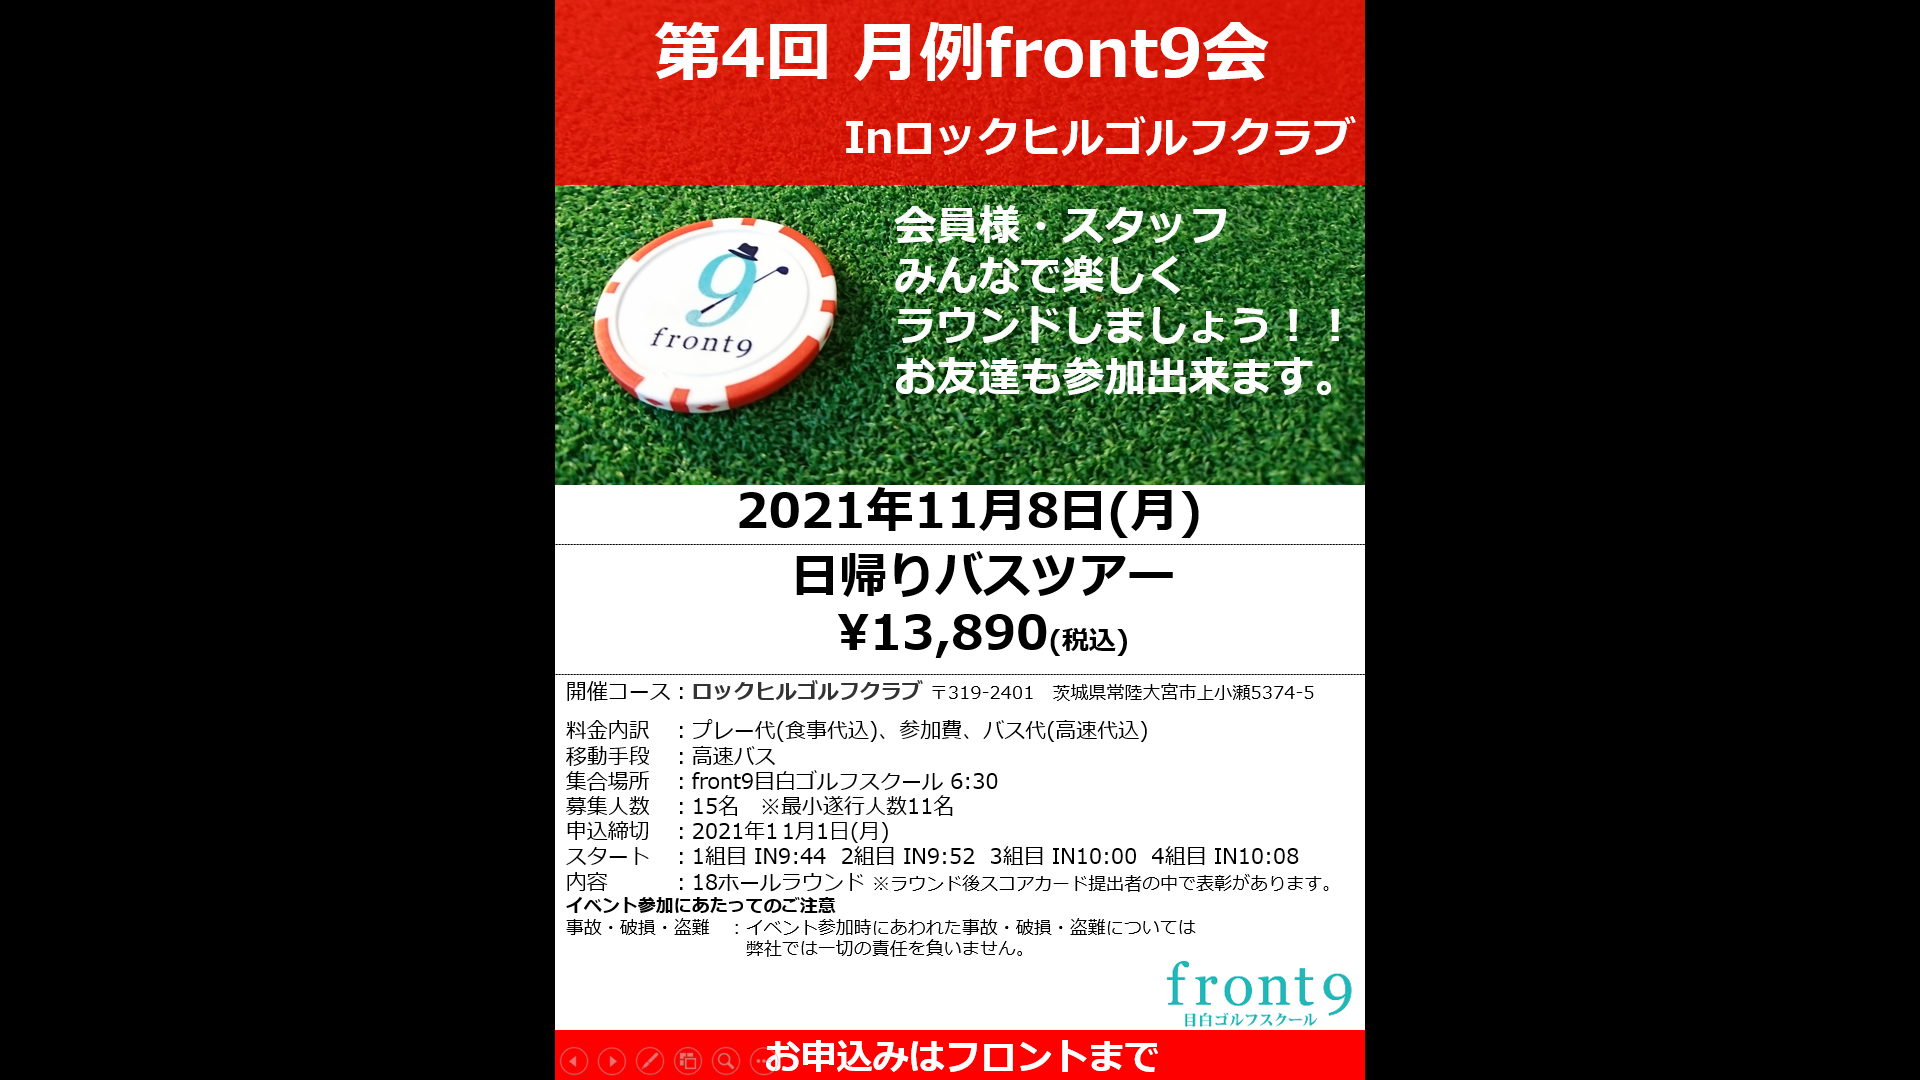 第4回 月例front9会
Inロックヒルゴルフクラブ
会員様・スタッフ
みんなで楽しく
ラウンドしましょう！！
お友達も参加出来ます。
9
front9
2021年11月8日(月)
日帰りバスツアー
¥13,890(税込)
開催コース：ロックヒルゴルフクラブ 〒319-2401　茨城県常陸大宮市上小瀬5374-5
料金内訳　：プレー代(食事代込)、参加費、バス代(高速代込)
移動手段　：高速バス
集合場所　：front9目白ゴルフスクール 6:30
募集人数　：15名　※最小遂行人数11名
申込締切　：2021年11月1日(月)
スタート　：1組目 IN9:44 2組目 IN9:52 3組目 IN10:00 4組目 IN10:08
内容　　　：18ホールラウンド ※ラウンド後スコアカード提出者の中で表彰があります。
イベント参加にあたってのご注意
事故・破損・盗難　：イベント参加時にあわれた事故・破損・盗難については
弊社では一切の責任を負いません。
front9
目白ゴルフスクール
お申込みはフロントまで